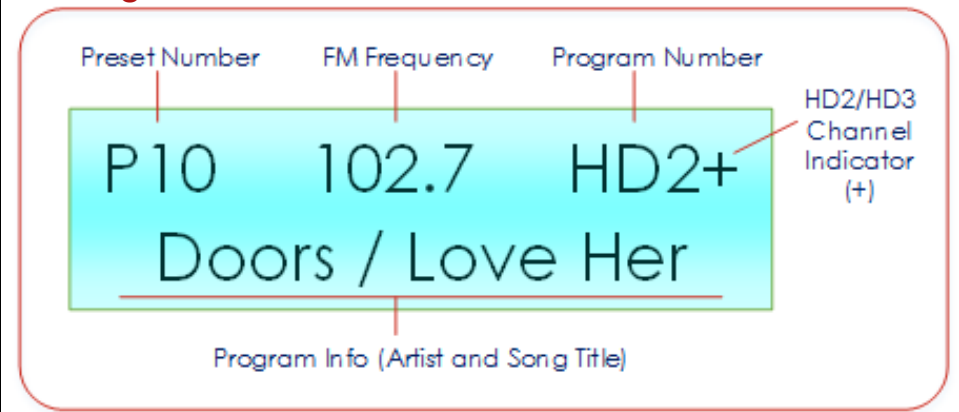 Preset Number FM Frequency Program Number
HD2/HD3
Channel
Indicator
(+)
P10 102.7 HD2+
Doors / Love Her
Program Info (Artist and Song Title)